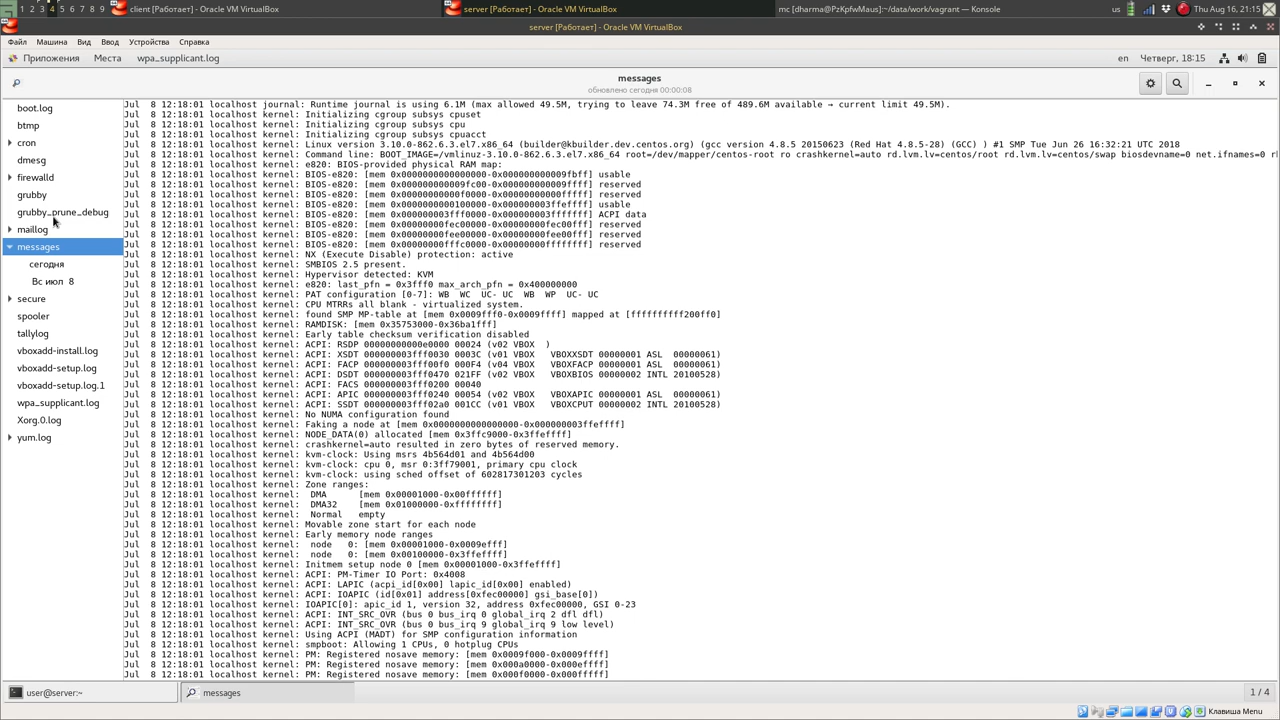 1 2 3 4 5 6 7 8 9 client [Работает] - Oracle VM VirtualBox server [Работает] - Oracle VM VirtualBox mc [dharma@PzKpfwMaus]:~/data/work/vagrant — Konsole us Thu Aug 16, 21:15
server [Работает] - Oracle VM VirtualBox
Файл Машина Вид Ввод Устройства Справка
Приложения Места wpa_supplicant.log en Четверг, 18:15
messages
обновлено сегодня 00:00:08
boot.log
btmp
cron
dmesg
firewalld
grubby
grubby_prune_debug
maillog
messages
сегодня
Вс июл 8
secure
spooler
tallylog
vboxadd-install.log
vboxadd-setup.log
vboxadd-setup.log.1
wpa_supplicant.log
Xorg.0.log
yum.log
Jul  8 12:18:01 localhost journal: Runtime journal is using 6.1M (max allowed 49.5M, trying to leave 74.3M free of 489.6M available → current limit 49.5M).
Jul  8 12:18:01 localhost kernel: Initializing cgroup subsys cpuset
Jul  8 12:18:01 localhost kernel: Initializing cgroup subsys cpu
Jul  8 12:18:01 localhost kernel: Initializing cgroup subsys cpuacct
Jul  8 12:18:01 localhost kernel: Linux version 3.10.0-862.6.3.el7.x86_64 (builder@kbuilder.dev.centos.org) (gcc version 4.8.5 20150623 (Red Hat 4.8.5-28) (GCC) ) #1 SMP Tue Jun 26 16:32:21 UTC 2018
Jul  8 12:18:01 localhost kernel: Command line: BOOT_IMAGE=/vmlinuz-3.10.0-862.6.3.el7.x86_64 root=/dev/mapper/centos-root ro crashkernel=auto rd.lvm.lv=centos/root rd.lvm.lv=centos/swap biosdevname=0 net.ifnames=0 r
Jul  8 12:18:01 localhost kernel: e820: BIOS-provided physical RAM map:
Jul  8 12:18:01 localhost kernel: BIOS-e820: [mem 0x0000000000000000-0x000000000009fbff] usable
Jul  8 12:18:01 localhost kernel: BIOS-e820: [mem 0x000000000009fc00-0x000000000009ffff] reserved
Jul  8 12:18:01 localhost kernel: BIOS-e820: [mem 0x00000000000f0000-0x00000000000fffff] reserved
Jul  8 12:18:01 localhost kernel: BIOS-e820: [mem 0x0000000000100000-0x000000003ffeffff] usable
Jul  8 12:18:01 localhost kernel: BIOS-e820: [mem 0x000000003fff0000-0x000000003fffffff] ACPI data
Jul  8 12:18:01 localhost kernel: BIOS-e820: [mem 0x00000000fec00000-0x00000000fec00fff] reserved
Jul  8 12:18:01 localhost kernel: BIOS-e820: [mem 0x00000000fee00000-0x00000000fee00fff] reserved
Jul  8 12:18:01 localhost kernel: BIOS-e820: [mem 0x00000000fffc0000-0x00000000ffffffff] reserved
Jul  8 12:18:01 localhost kernel: NX (Execute Disable) protection: active
Jul  8 12:18:01 localhost kernel: SMBIOS 2.5 present.
Jul  8 12:18:01 localhost kernel: Hypervisor detected: KVM
Jul  8 12:18:01 localhost kernel: e820: last_pfn = 0x3fff0 max_arch_pfn = 0x400000000
Jul  8 12:18:01 localhost kernel: PAT configuration [0-7]: WB  WC  UC- UC  WB  WP  UC- UC
Jul  8 12:18:01 localhost kernel: CPU MTRRs all blank - virtualized system.
Jul  8 12:18:01 localhost kernel: found SMP MP-table at [mem 0x0009fff0-0x0009ffff] mapped at [ffffffffff200ff0]
Jul  8 12:18:01 localhost kernel: RAMDISK: [mem 0x35753000-0x36ba1fff]
Jul  8 12:18:01 localhost kernel: Early table checksum verification disabled
Jul  8 12:18:01 localhost kernel: ACPI: RSDP 00000000000e0000 00024 (v02 VBOX  )
Jul  8 12:18:01 localhost kernel: ACPI: XSDT 000000003fff0030 0003C (v01 VBOX   VBOXXSDT 00000001 ASL  00000061)
Jul  8 12:18:01 localhost kernel: ACPI: FACP 000000003fff00f0 000F4 (v04 VBOX   VBOXFACP 00000001 ASL  00000061)
Jul  8 12:18:01 localhost kernel: ACPI: DSDT 000000003fff0470 021FF (v02 VBOX   VBOXBIOS 00000002 INTL 20100528)
Jul  8 12:18:01 localhost kernel: ACPI: FACS 000000003fff0200 00040
Jul  8 12:18:01 localhost kernel: ACPI: APIC 000000003fff0240 00054 (v02 VBOX   VBOXAPIC 00000001 ASL  00000061)
Jul  8 12:18:01 localhost kernel: ACPI: SSDT 000000003fff02a0 001CC (v01 VBOX   VBOXCPUT 00000002 INTL 20100528)
Jul  8 12:18:01 localhost kernel: No NUMA configuration found
Jul  8 12:18:01 localhost kernel: Faking a node at [mem 0x0000000000000000-0x000000003ffeffff]
Jul  8 12:18:01 localhost kernel: NODE_DATA(0) allocated [mem 0x3ffc9000-0x3ffeffff]
Jul  8 12:18:01 localhost kernel: crashkernel=auto resulted in zero bytes of reserved memory.
Jul  8 12:18:01 localhost kernel: kvm-clock: Using msrs 4b564d01 and 4b564d00
Jul  8 12:18:01 localhost kernel: kvm-clock: cpu 0, msr 0:3ff79001, primary cpu clock
Jul  8 12:18:01 localhost kernel: kvm-clock: using sched offset of 602817301203 cycles
Jul  8 12:18:01 localhost kernel: Zone ranges:
Jul  8 12:18:01 localhost kernel:  DMA      [mem 0x00001000-0x00ffffff]
Jul  8 12:18:01 localhost kernel:  DMA32    [mem 0x01000000-0xffffffff]
Jul  8 12:18:01 localhost kernel:  Normal   empty
Jul  8 12:18:01 localhost kernel: Movable zone start for each node
Jul  8 12:18:01 localhost kernel: Early memory node ranges
Jul  8 12:18:01 localhost kernel:  node   0: [mem 0x00001000-0x0009efff]
Jul  8 12:18:01 localhost kernel:  node   0: [mem 0x00100000-0x3ffeffff]
Jul  8 12:18:01 localhost kernel: Initmem setup node 0 [mem 0x00001000-0x3ffeffff]
Jul  8 12:18:01 localhost kernel: ACPI: PM-Timer IO Port: 0x4008
Jul  8 12:18:01 localhost kernel: ACPI: LAPIC (acpi_id[0x00] lapic_id[0x00] enabled)
Jul  8 12:18:01 localhost kernel: ACPI: IOAPIC (id[0x01] address[0xfec00000] gsi_base[0])
Jul  8 12:18:01 localhost kernel: IOAPIC[0]: apic_id 1, version 32, address 0xfec00000, GSI 0-23
Jul  8 12:18:01 localhost kernel: ACPI: INT_SRC_OVR (bus 0 bus_irq 0 global_irq 2 dfl dfl)
Jul  8 12:18:01 localhost kernel: ACPI: INT_SRC_OVR (bus 0 bus_irq 9 global_irq 9 low level)
Jul  8 12:18:01 localhost kernel: Using ACPI (MADT) for SMP configuration information
Jul  8 12:18:01 localhost kernel: smpboot: Allowing 1 CPUs, 0 hotplug CPUs
Jul  8 12:18:01 localhost kernel: PM: Registered nosave memory: [mem 0x0009f000-0x0009ffff]
Jul  8 12:18:01 localhost kernel: PM: Registered nosave memory: [mem 0x000a0000-0x000effff]
Jul  8 12:18:01 localhost kernel: PM: Registered nosave memory: [mem 0x000f0000-0x000fffff]
user@server:~ messages 1 / 4
Клавиша Menu